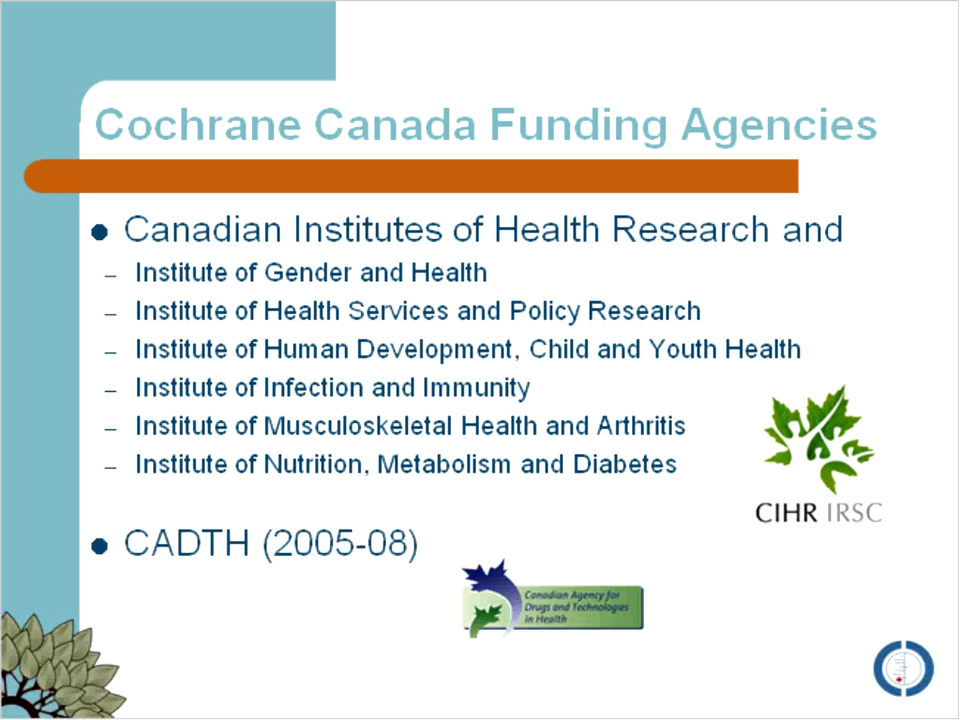 Cochrane Canada Funding Agencies
● Canadian Institutes of Health Research and
– Institute of Gender and Health
– Institute of Health Services and Policy Research
– Institute of Human Development, Child and Youth Health
– Institute of Infection and Immunity
– Institute of Musculoskeletal Health and Arthritis
– Institute of Nutrition, Metabolism and Diabetes
CIHR IRSC
● CADTH (2005-08)
Canadian Agency for
Drugs and Technologies
in Health